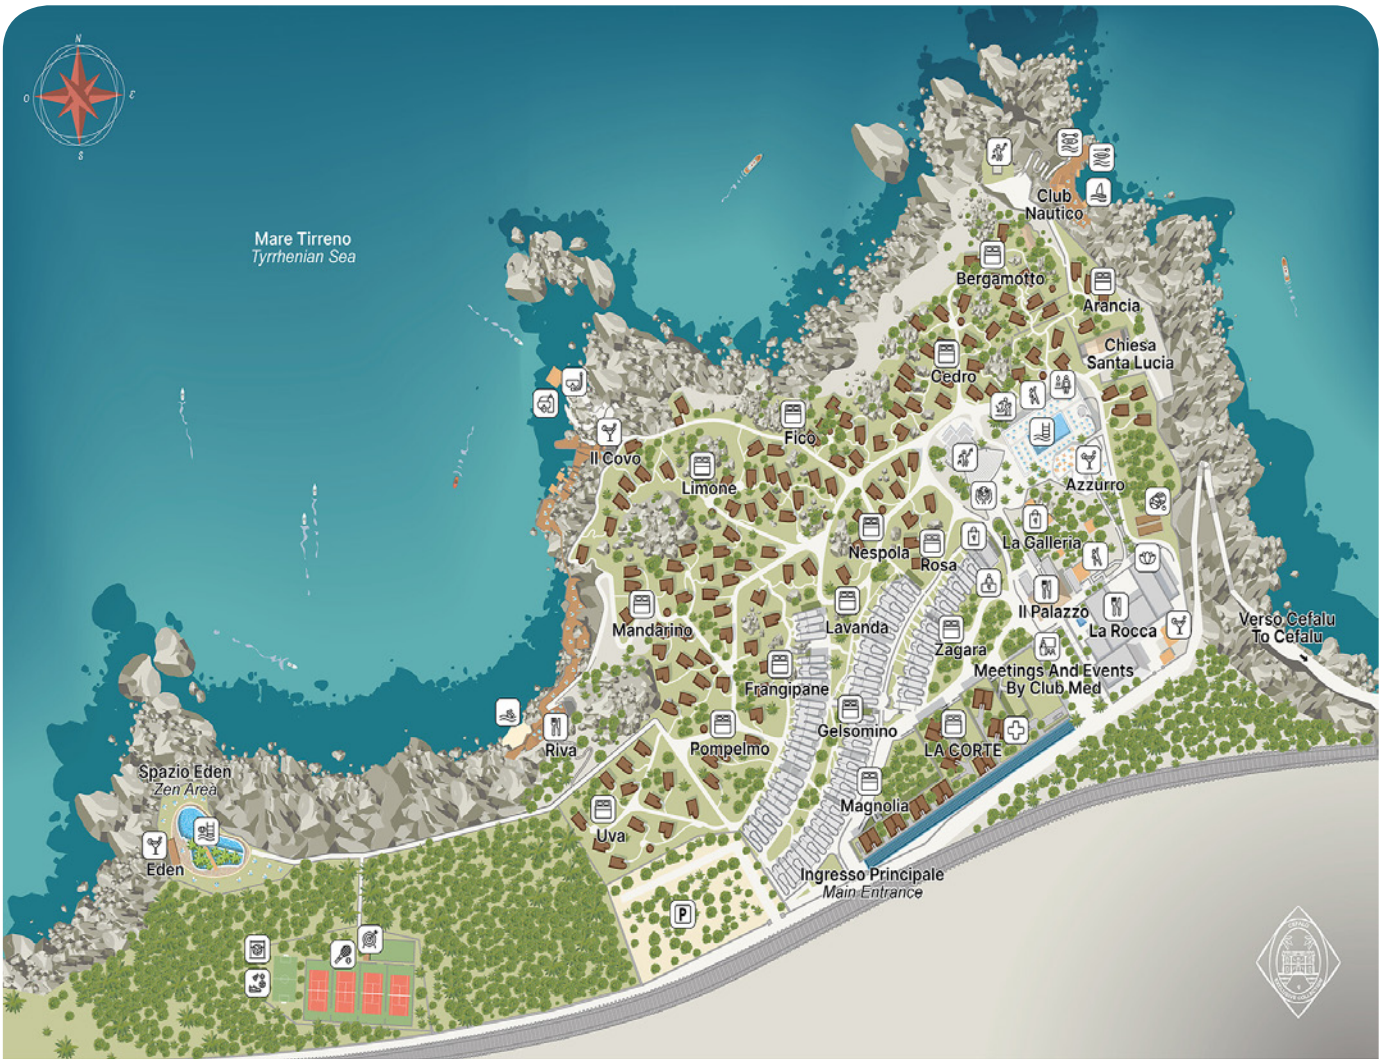 N
O
E
S
Mare Tirreno
Tyrrhenian Sea
Club
Nautico
Bergamotto
Arancia
Chiesa
Santa Lucia
Cedro
Fico
Il Covo
Limone
Azzurro
La Galleria
Nespola
Rosa
Mandarino
Lavanda
Il Palazzo
La Rocca
Verso Cefalu
To Cefalu
Zagara
Meetings And Events
By Club Med
Frangipane
Gelsomino
Riva
Pompelmo
LA CORTE
Spazio Eden
Zen Area
Magnolia
Uva
Eden
Ingresso Principale
Main Entrance
P